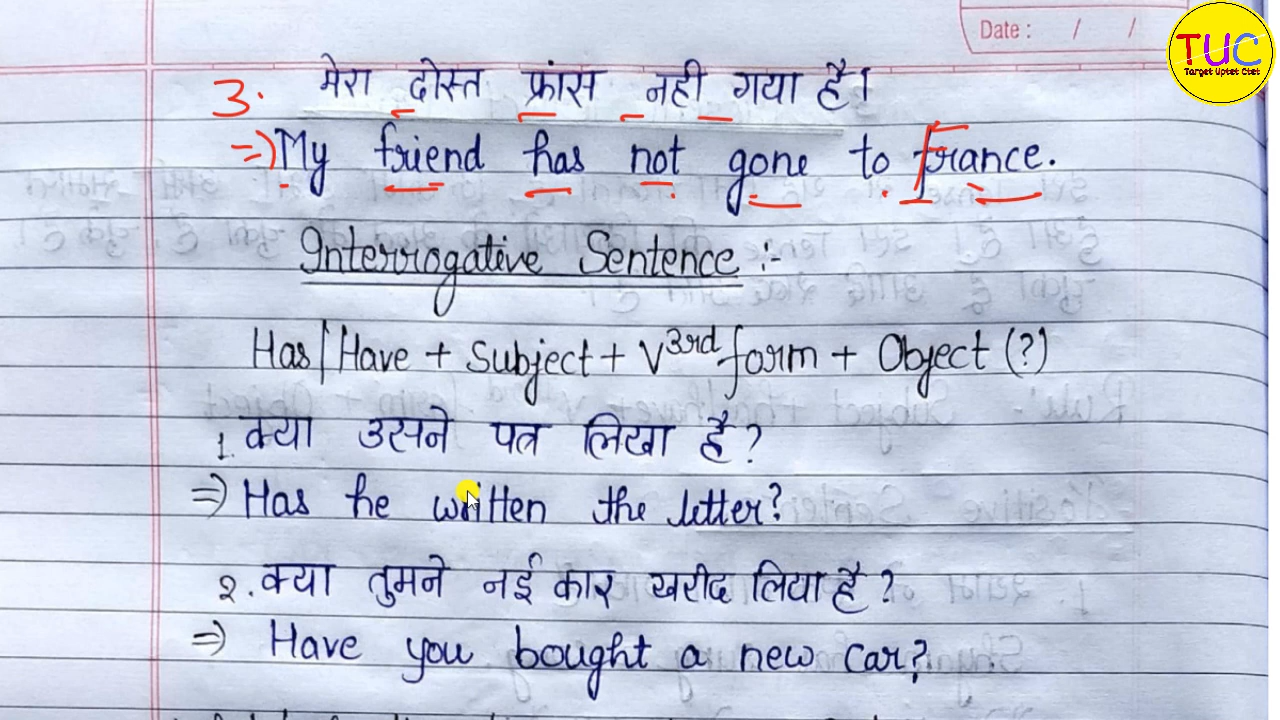 Date : / /
TUC
Target Uptet Ctet
3. मेरा दोस्त फ्रांस नही गया है।
=) My friend has not gone to france.
Interrogative Sentence :-
Has/Have + Subject + V3rd form + Object (?)
1. क्या उसने पत्र लिखा है?
=) Has he written the letter?
2. क्या तुमने नई कार खरीद लिया है?
=) Have you bought a new car?